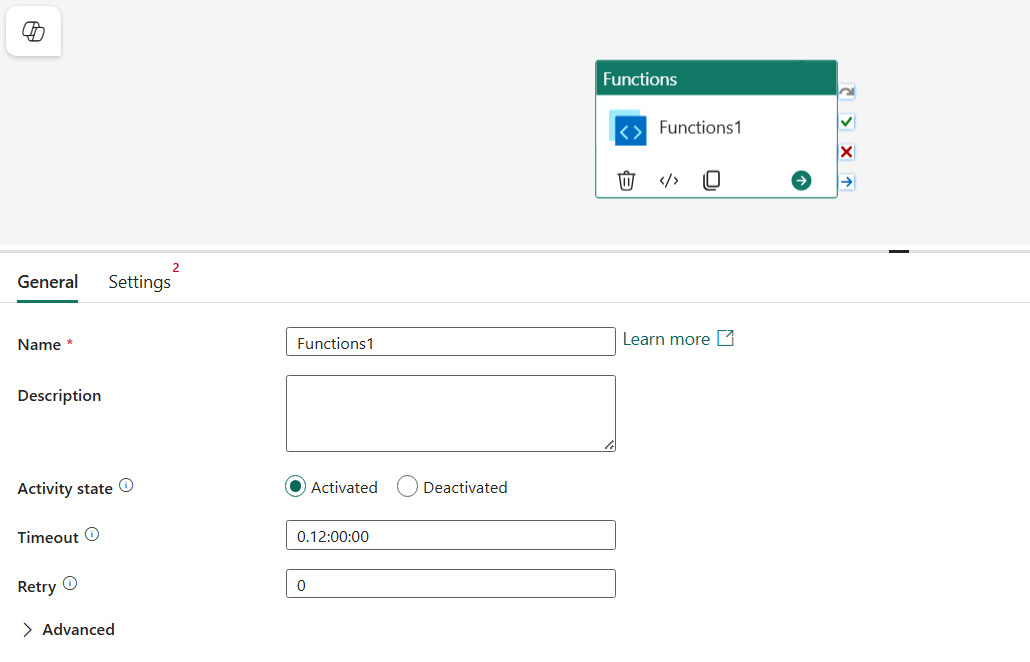 Functions
Functions1
General
Settings 2
Name *
Functions1
Learn more
Description
Activity state
Activated
Deactivated
Timeout
0.12:00:00
Retry
0
Advanced